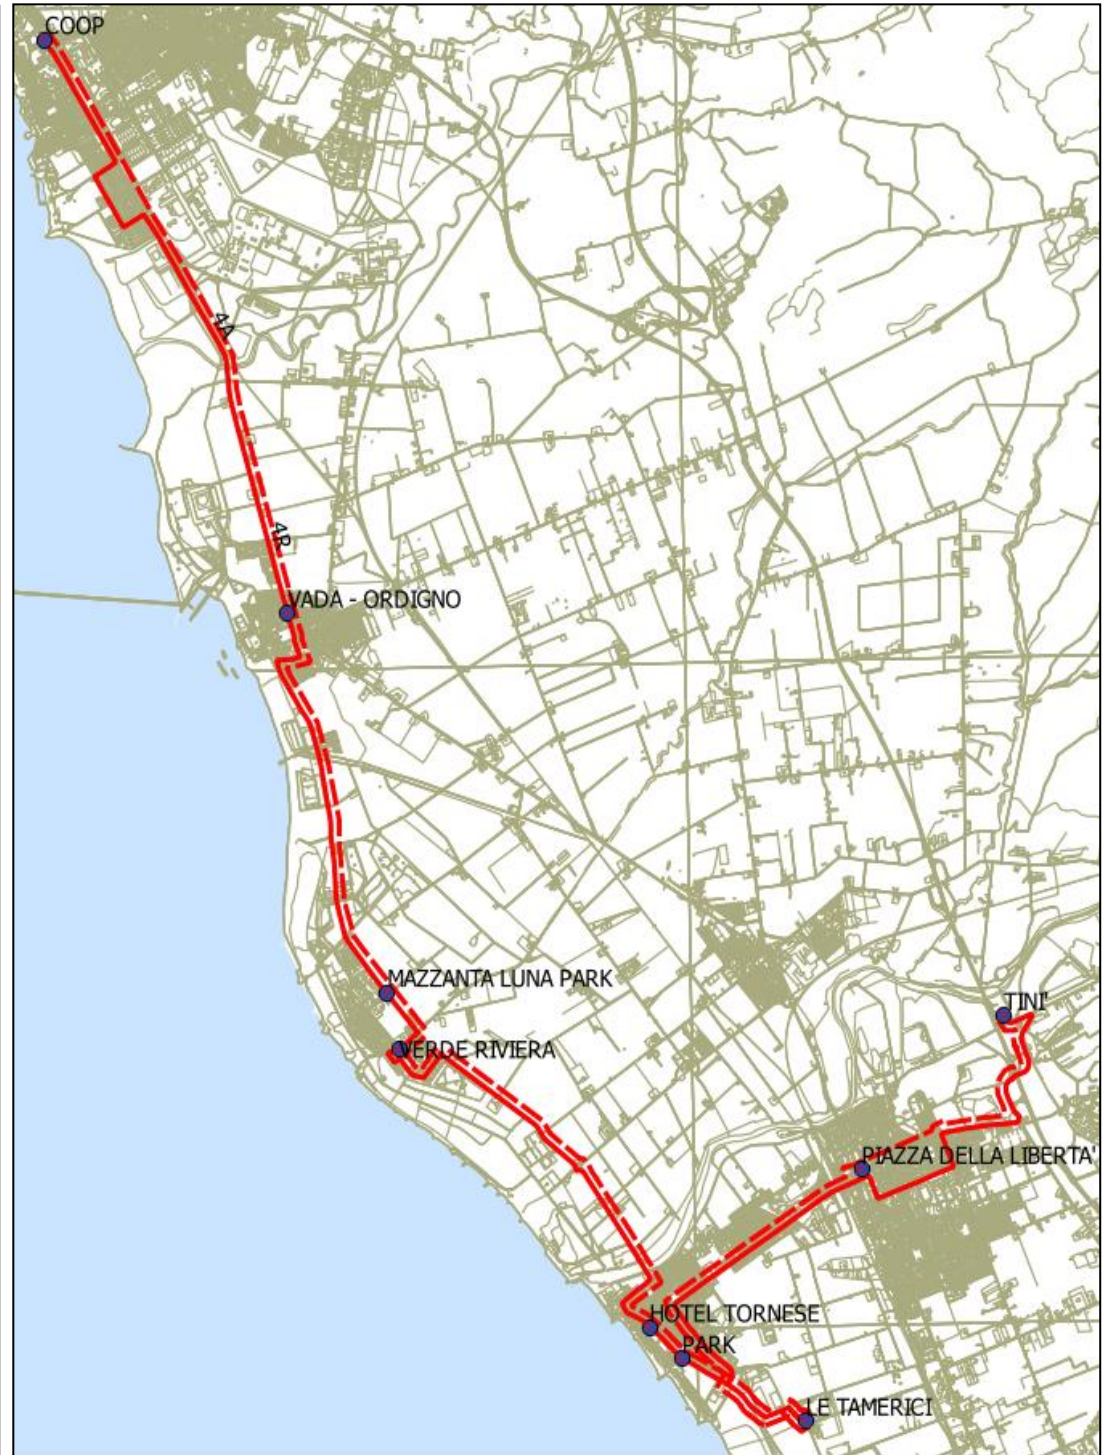 COOP
4A
4R
VADA - ORDIGNO
MAZZANTA LUNA PARK
TINI'
VERDE RIVIERA
PIAZZA DELLA LIBERTA'
HOTEL TORNESE
PARK
LE TAMERICI